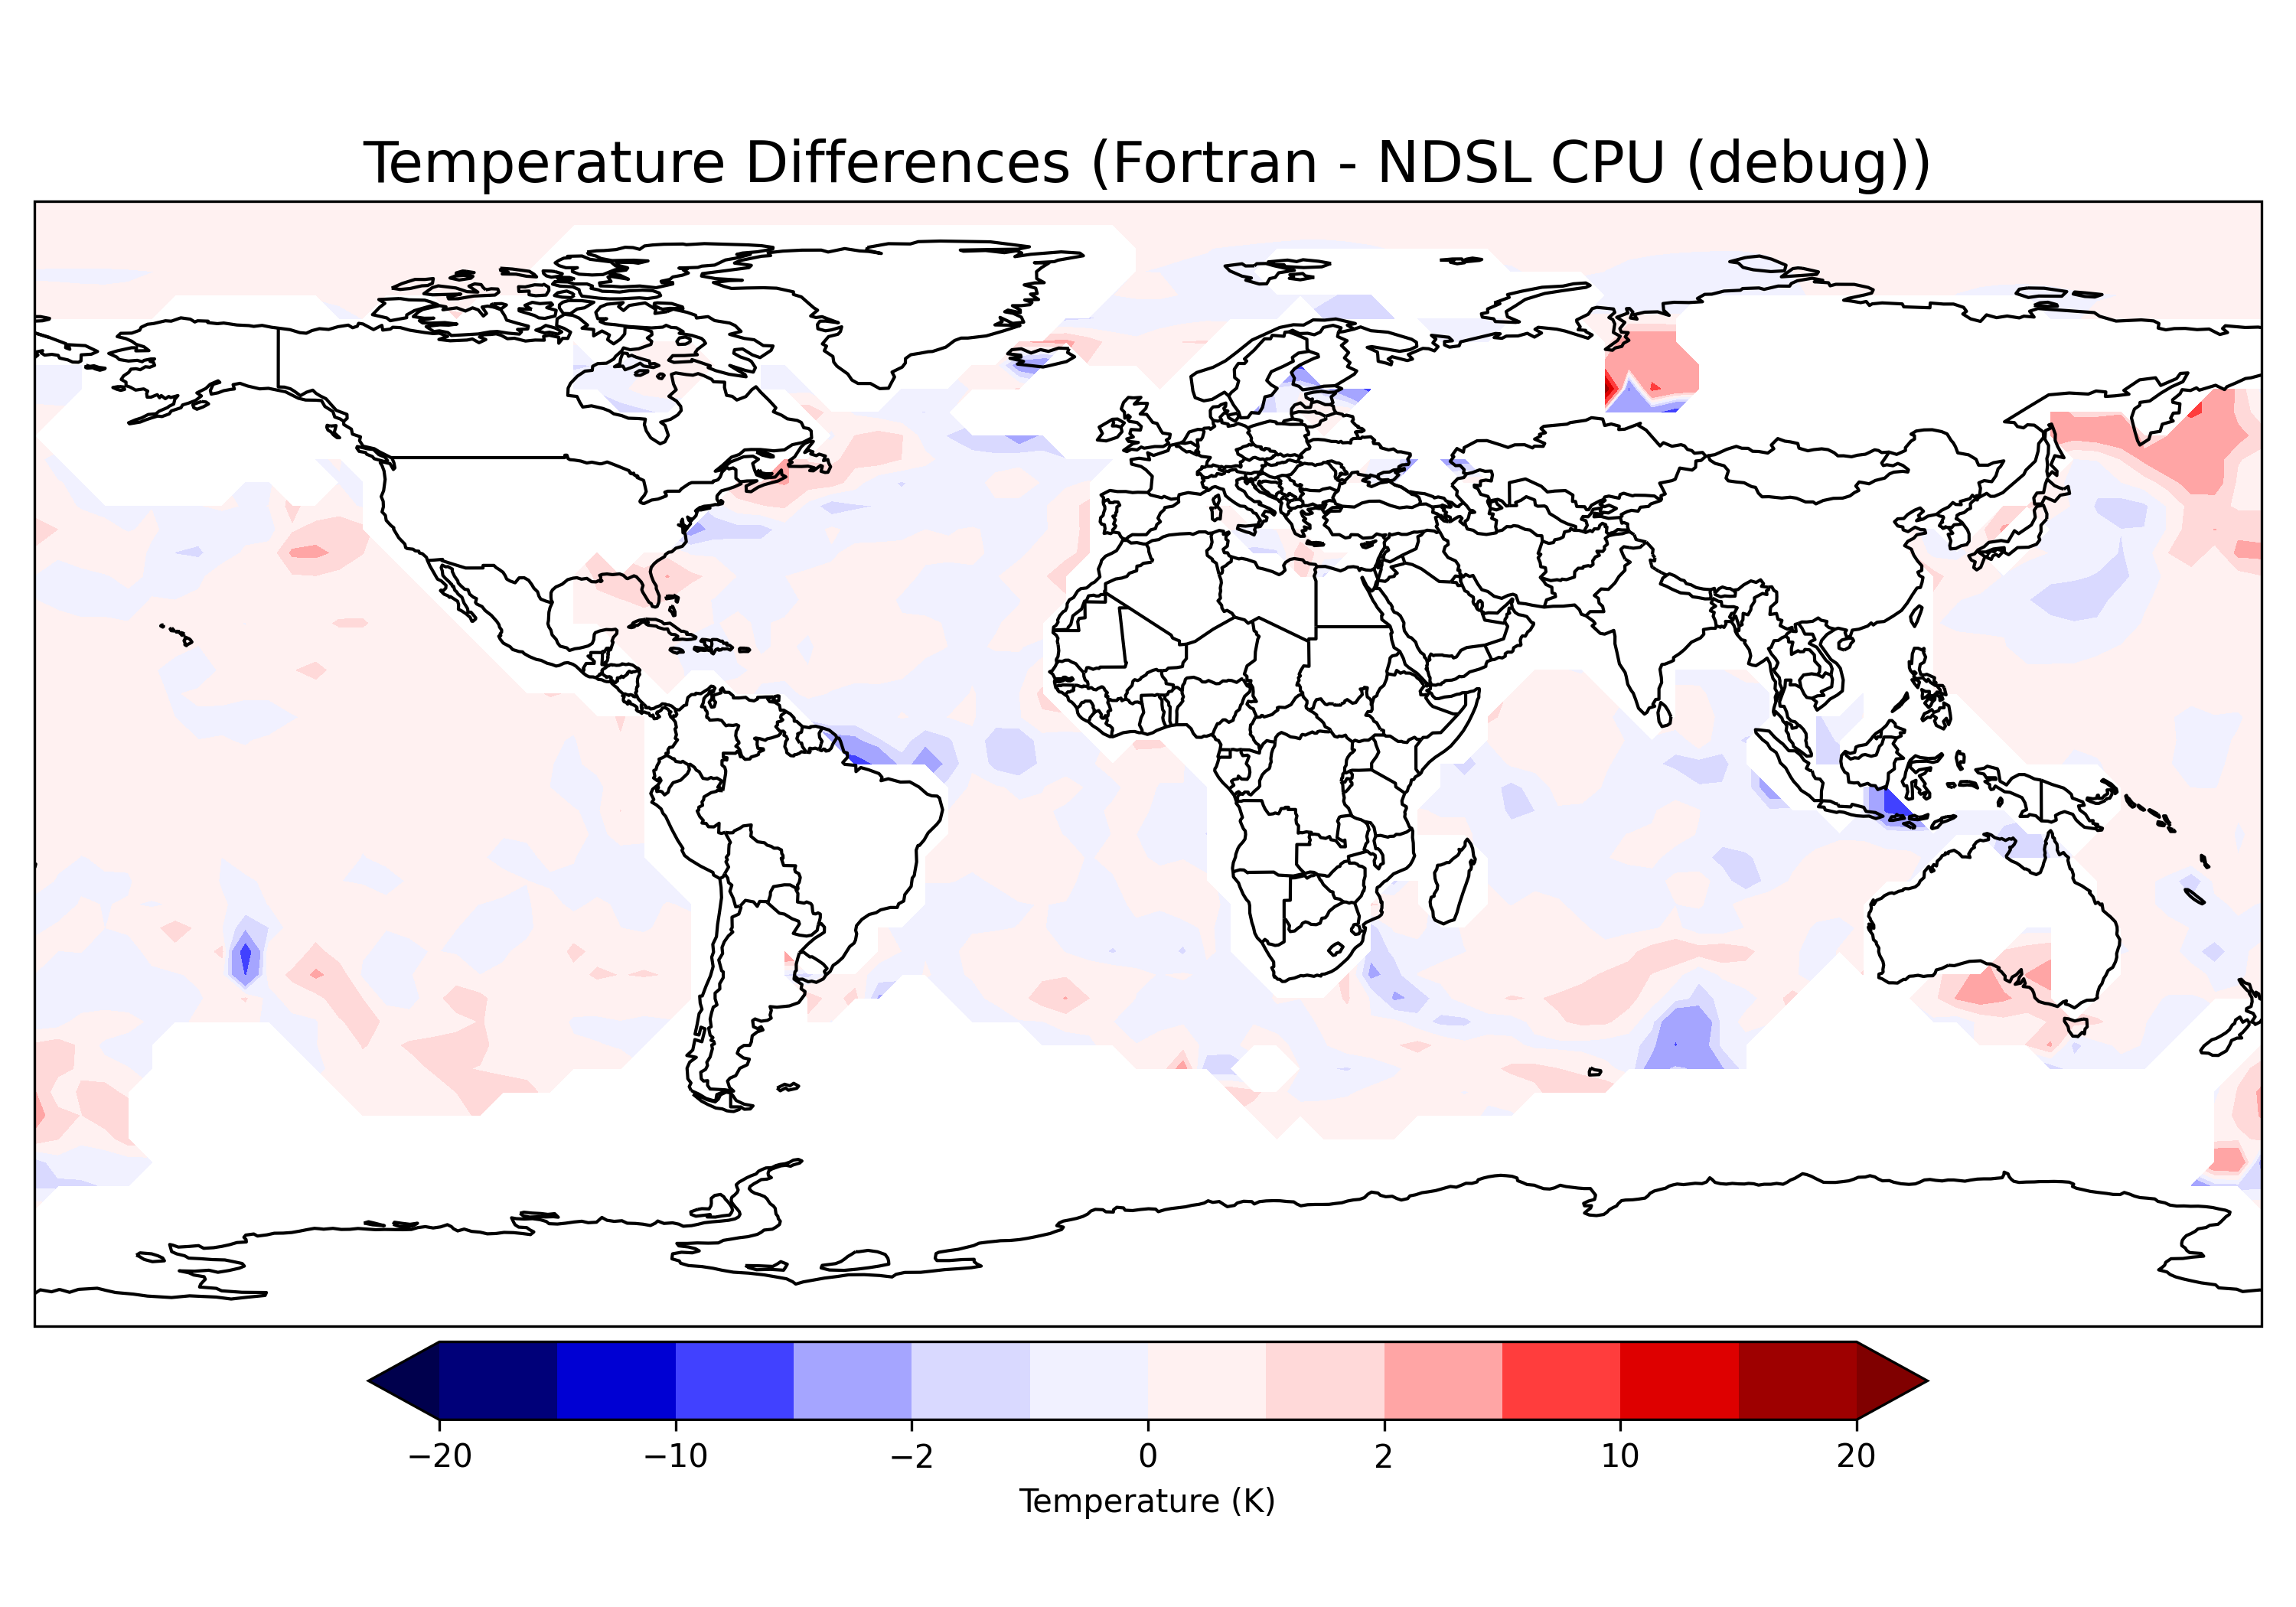 Temperature Differences (Fortran - NDSL CPU (debug))
−20 −10 −2 0 2 10 20
Temperature (K)